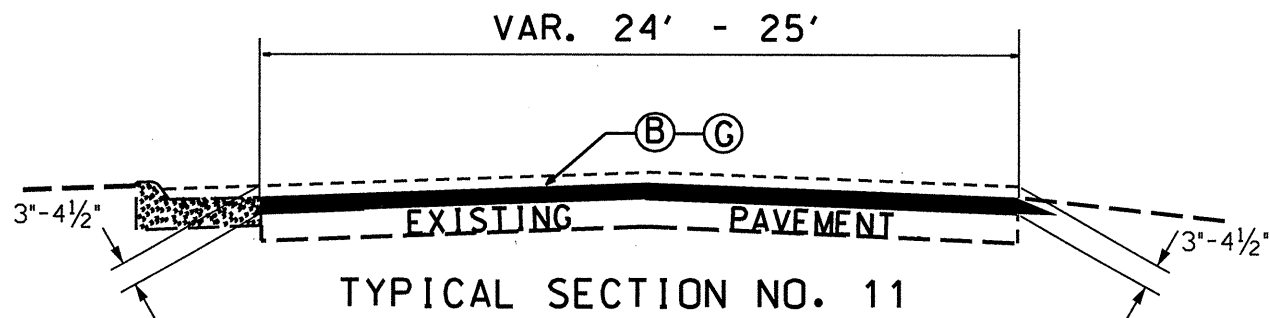 VAR. 24' - 25'
B G
3"-4½"
EXISTING PAVEMENT
3"-4½"
TYPICAL SECTION NO. 11